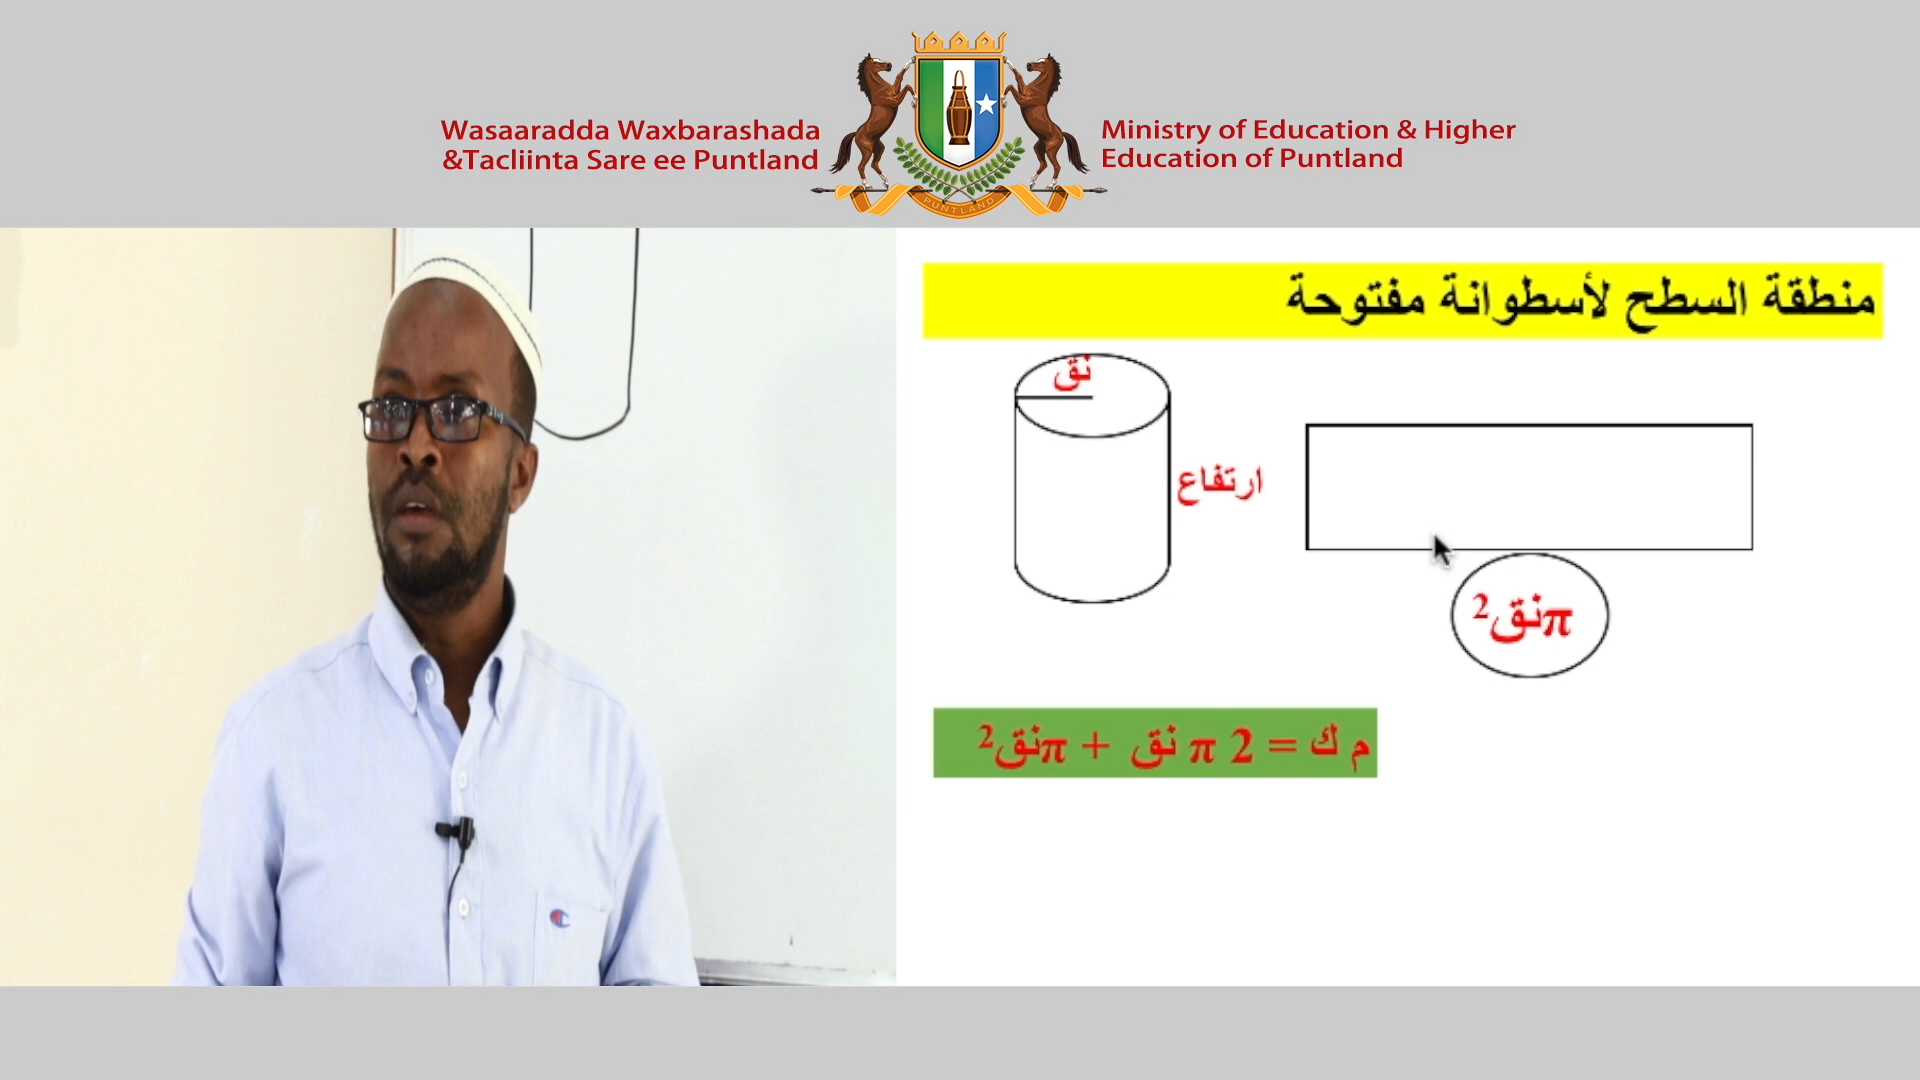 Wasaaradda Waxbarashada
&Tacliinta Sare ee Puntland
PUNTLAND
Ministry of Education & Higher
Education of Puntland
منطقة السطح لأسطوانة مفتوحة
نق
ارتفاع
πنق²
م ك = 2 π نق + πنق²